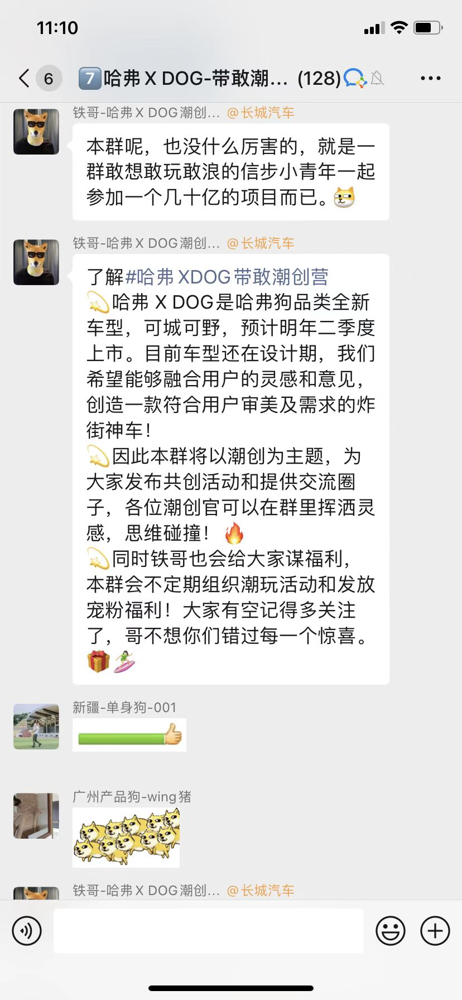 11:10
6
7哈弗 X DOG-带敢潮... (128)
铁哥-哈弗 X DOG潮创... @长城汽车
本群呢，也没什么厉害的，就是一
群敢想敢玩敢浪的信步小青年一起
参加一个几十亿的项目而已。
铁哥-哈弗 X DOG潮创... @长城汽车
了解#哈弗 XDOG带敢潮创营
💫哈弗 X DOG是哈弗狗品类全新
车型，可城可野，预计明年二季度
上市。目前车型还在设计期，我们
希望能够融合用户的灵感和意见，
创造一款符合用户审美及需求的炸
街神车！
💫因此本群将以潮创为主题，为
大家发布共创活动和提供交流圈
子，各位潮创官可以在群里挥洒灵
感，思维碰撞！🔥
💫同时铁哥也会给大家谋福利，
本群会不定期组织潮玩活动和发放
宠粉福利！大家有空记得多关注
了，哥不想你们错过每一个惊喜。
新疆-单身狗-001
广州产品狗-wing猪
铁哥-哈弗 X DOG潮创... @长城汽车